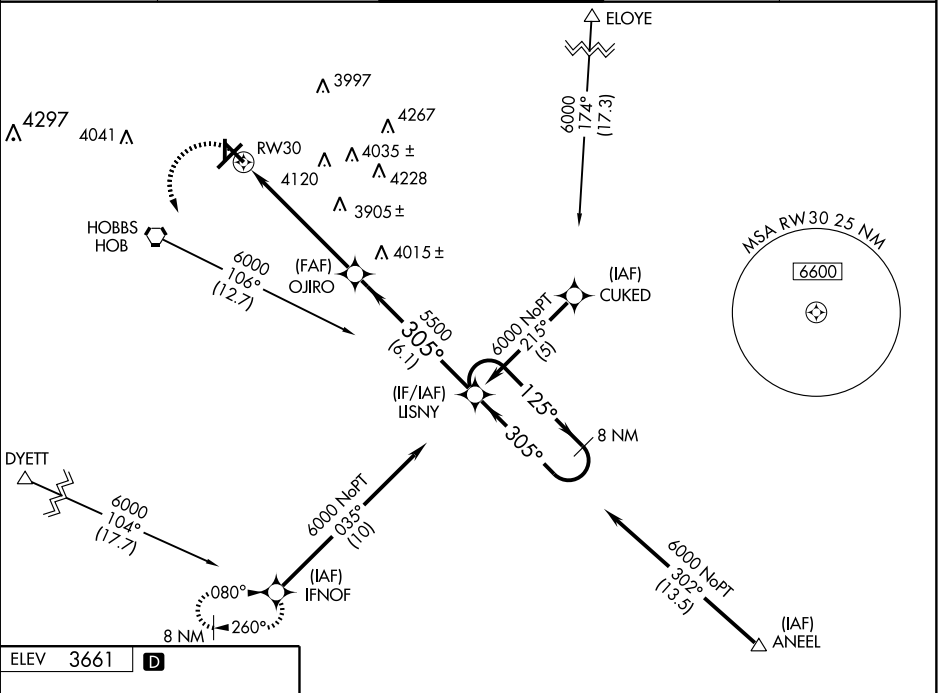 ELOYE
6000
174°
(17.3)
3997
4297
4041
4267
RW30
4035 ±
4120
4228
3905 ±
HOBBS
HOB
4015 ±
6000
106°
(12.7)
(FAF)
OJIRO
MSA RW30 25 NM
6600
(IAF)
CUKED
5500
305°
(6.1)
6000 NoPT
215°
(5)
(IF/IAF)
LISNY
125°
305°
8 NM
DYETT
6000
104°
(17.7)
6000 NoPT
035°
(10)
6000 NoPT
302°
(13.5)
(IAF)
IFNOF
080°
260°
8 NM
(IAF)
ANEEL
ELEV 3661 D